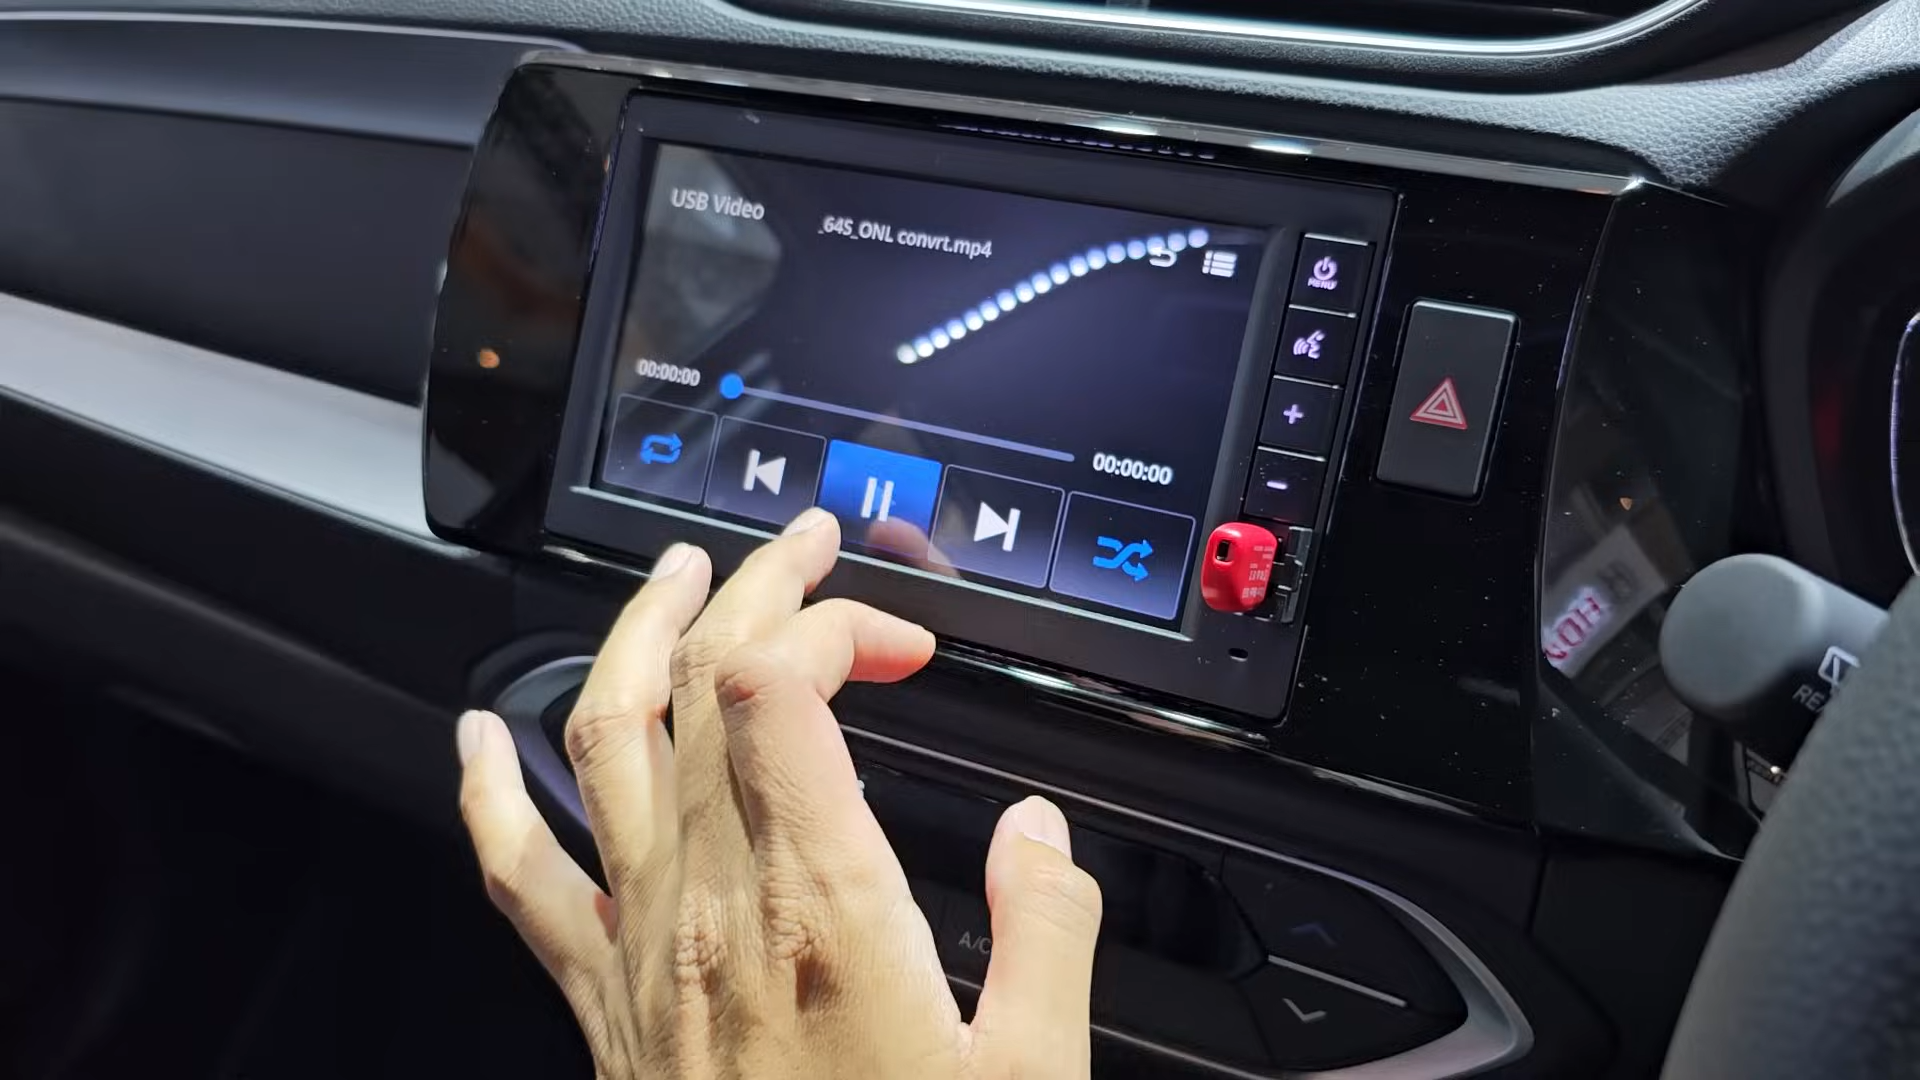 USB Video
_64S_ONL convrt.mp4
MENU
00:00:00
00:00:00
A/C